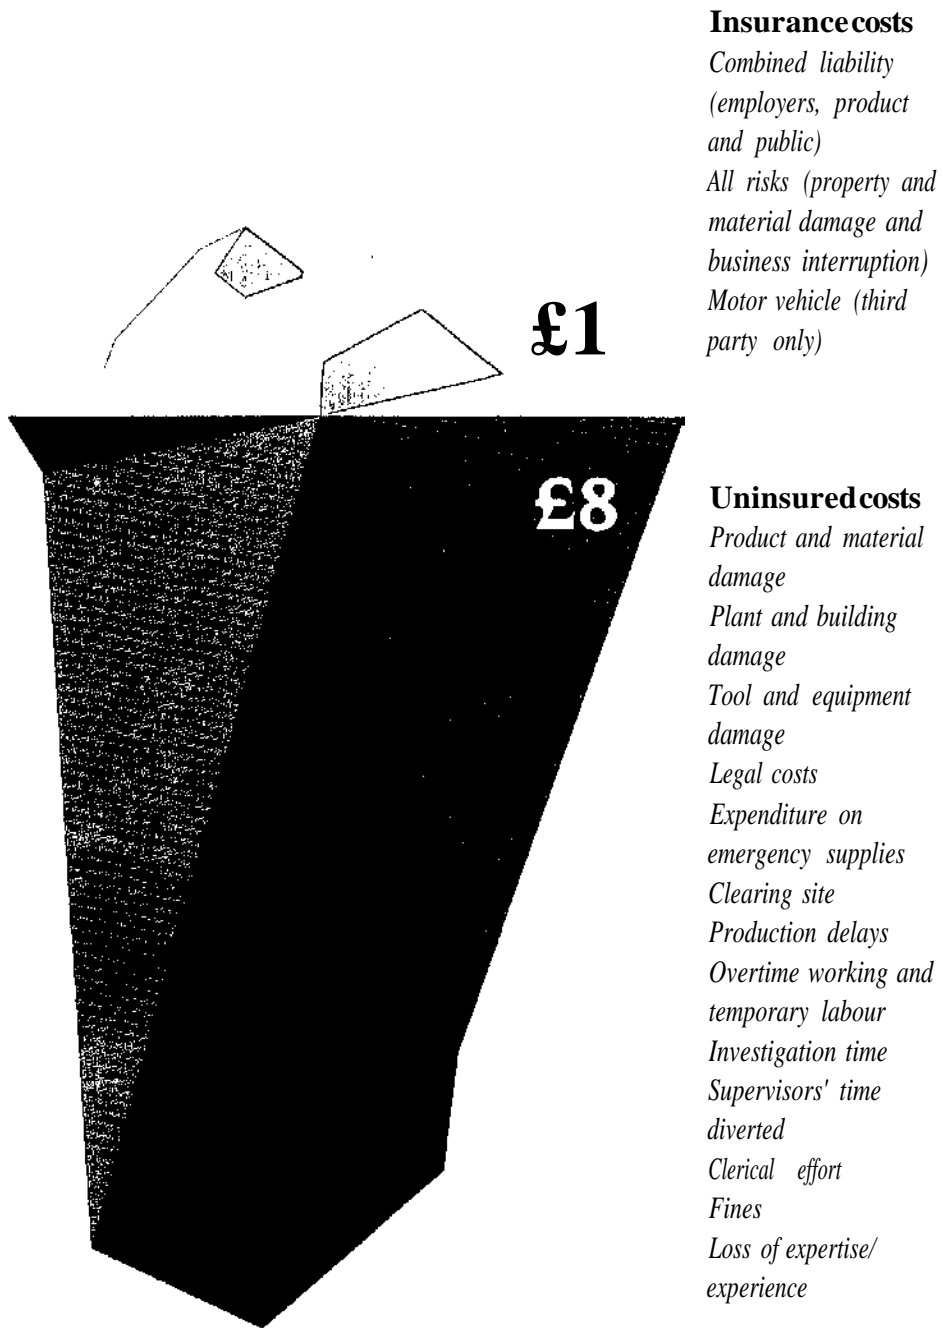 Insurance costs
Combined liability
(employers, product
and public)
All risks (property and
material damage and
business interruption)
Motor vehicle (third
party only)
£1
£8
Uninsured costs
Product and material
damage
Plant and building
damage
Tool and equipment
damage
Legal costs
Expenditure on
emergency supplies
Clearing site
Production delays
Overtime working and
temporary labour
Investigation time
Supervisors' time
diverted
Clerical effort
Fines
Loss of expertise/
experience